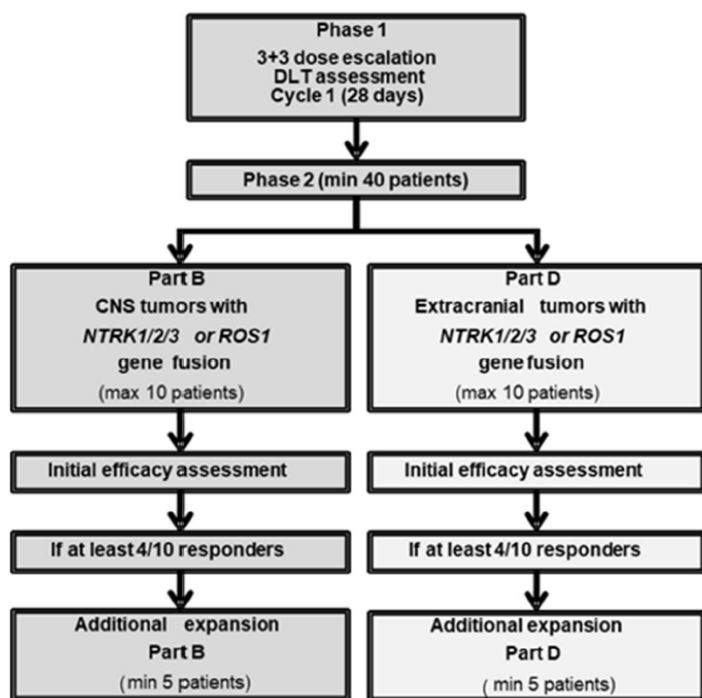 Phase 1
3+3 dose escalation
DLT assessment
Cycle 1 (28 days)
Phase 2 (min 40 patients)
Part B
CNS tumors with
NTRK1/2/3 or ROS1
gene fusion
(max 10 patients)
Part D
Extracranial tumors with
NTRK1/2/3 or ROS1
gene fusion
(max 10 patients)
Initial efficacy assessment
Initial efficacy assessment
If at least 4/10 responders
If at least 4/10 responders
Additional expansion
Part B
(min 5 patients)
Additional expansion
Part D
(min 5 patients)